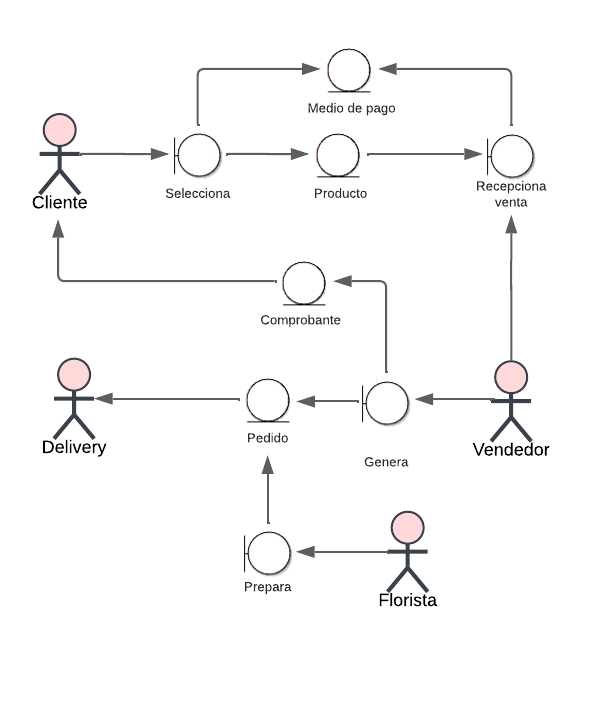 Medio de pago
Cliente
Selecciona
Producto
Recepciona
venta
Comprobante
Delivery
Pedido
Genera
Vendedor
Prepara
Florista